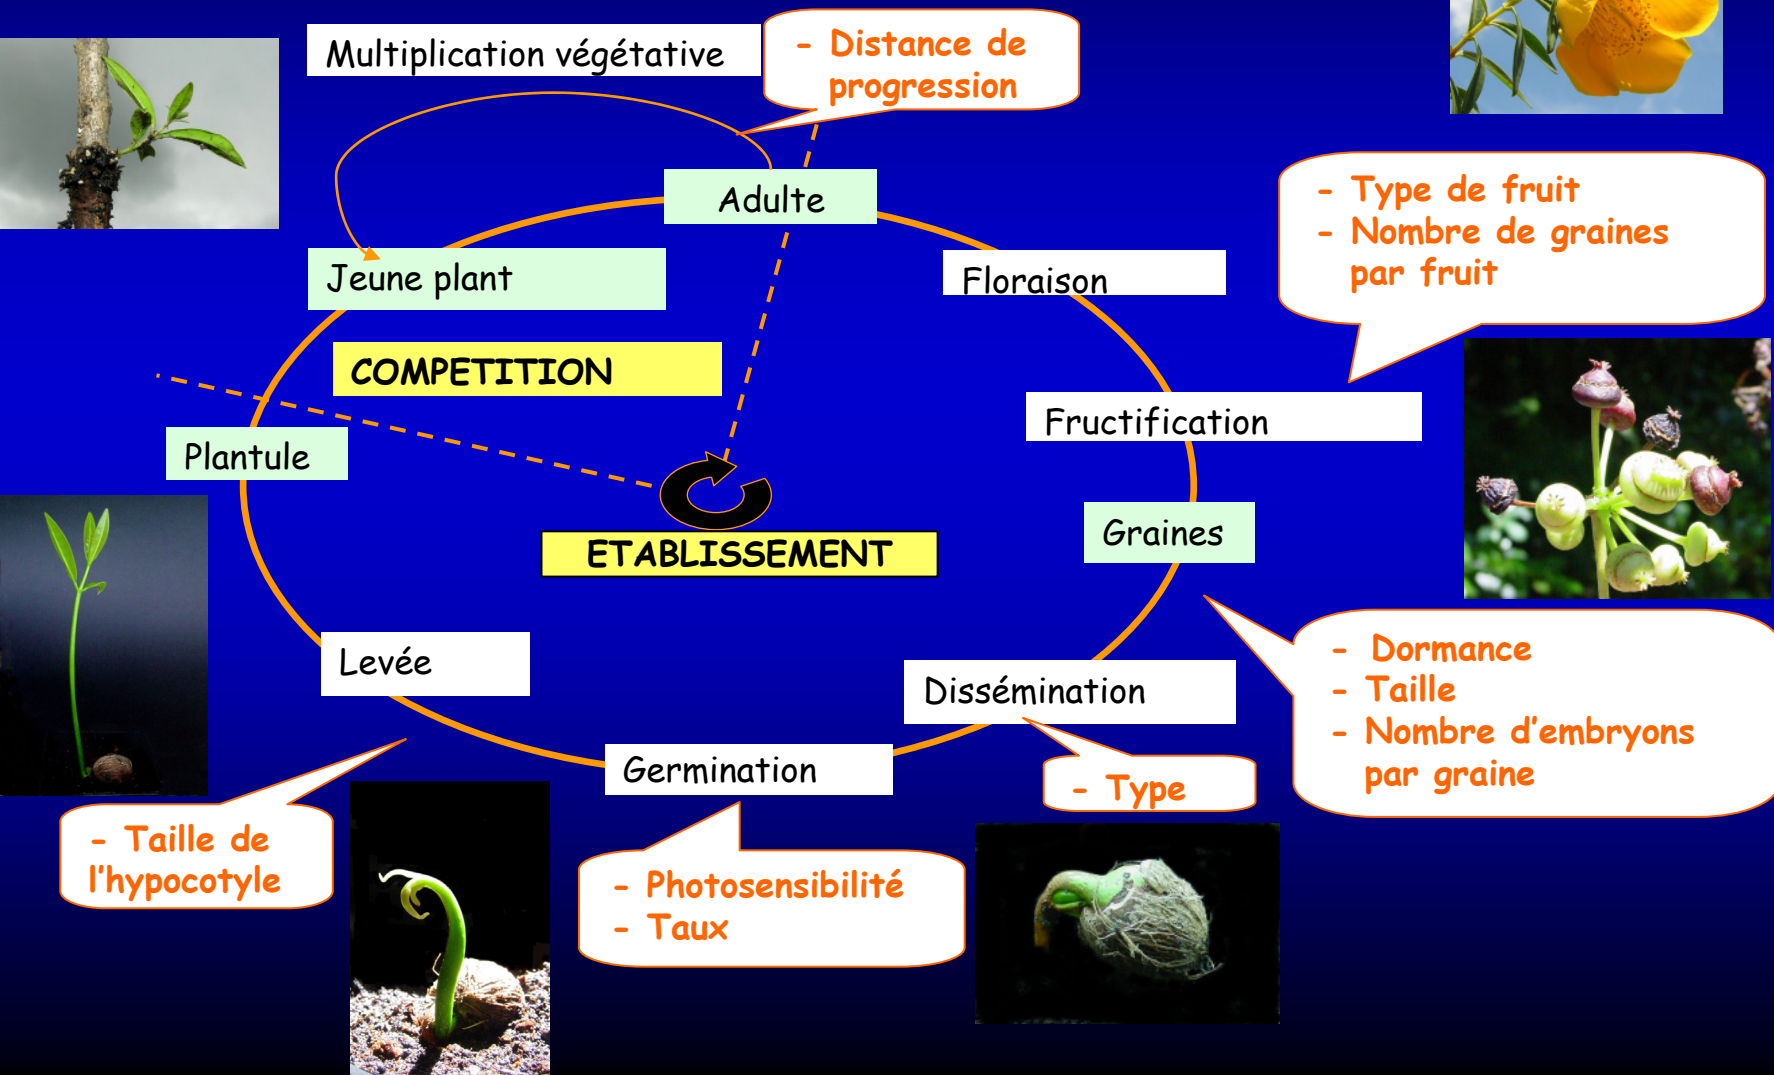 Multiplication végétative
- Distance de
progression
Adulte
- Type de fruit
- Nombre de graines
par fruit
Jeune plant
Floraison
COMPETITION
Fructification
Plantule
Graines
ETABLISSEMENT
Levée
Dissémination
- Dormance
- Taille
- Nombre d'embryons
par graine
Germination
- Type
- Taille de
l'hypocotyle
- Photosensibilité
- Taux